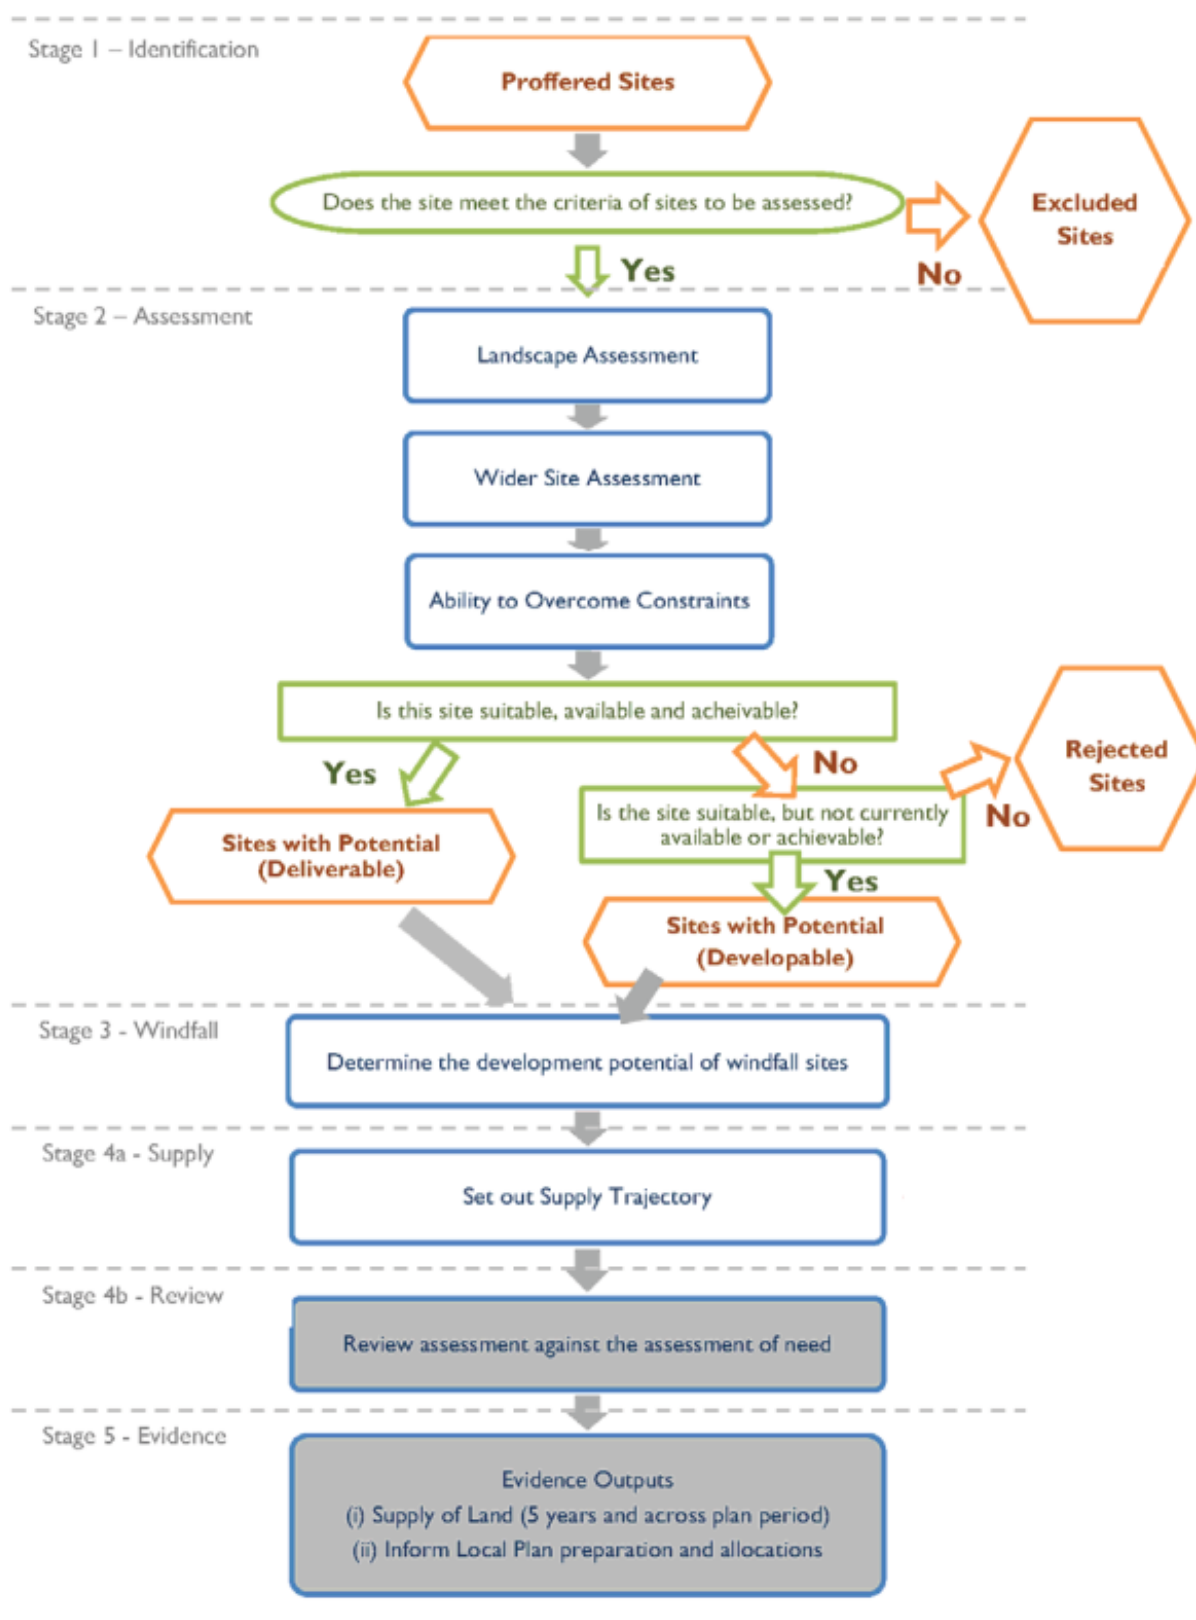 Stage 1 – Identification
Proffered Sites
Does the site meet the criteria of sites to be assessed?
Excluded
Sites
Yes
No
Stage 2 – Assessment
Landscape Assessment
Wider Site Assessment
Ability to Overcome Constraints
Is this site suitable, available and acheivable?
Yes
No
Rejected
Sites
Is the site suitable, but not currently
available or achievable?
No
Sites with Potential
(Deliverable)
Yes
Sites with Potential
(Developable)
Stage 3 - Windfall
Determine the development potential of windfall sites
Stage 4a - Supply
Set out Supply Trajectory
Stage 4b - Review
Review assessment against the assessment of need
Stage 5 - Evidence
Evidence Outputs
(i) Supply of Land (5 years and across plan period)
(ii) Inform Local Plan preparation and allocations